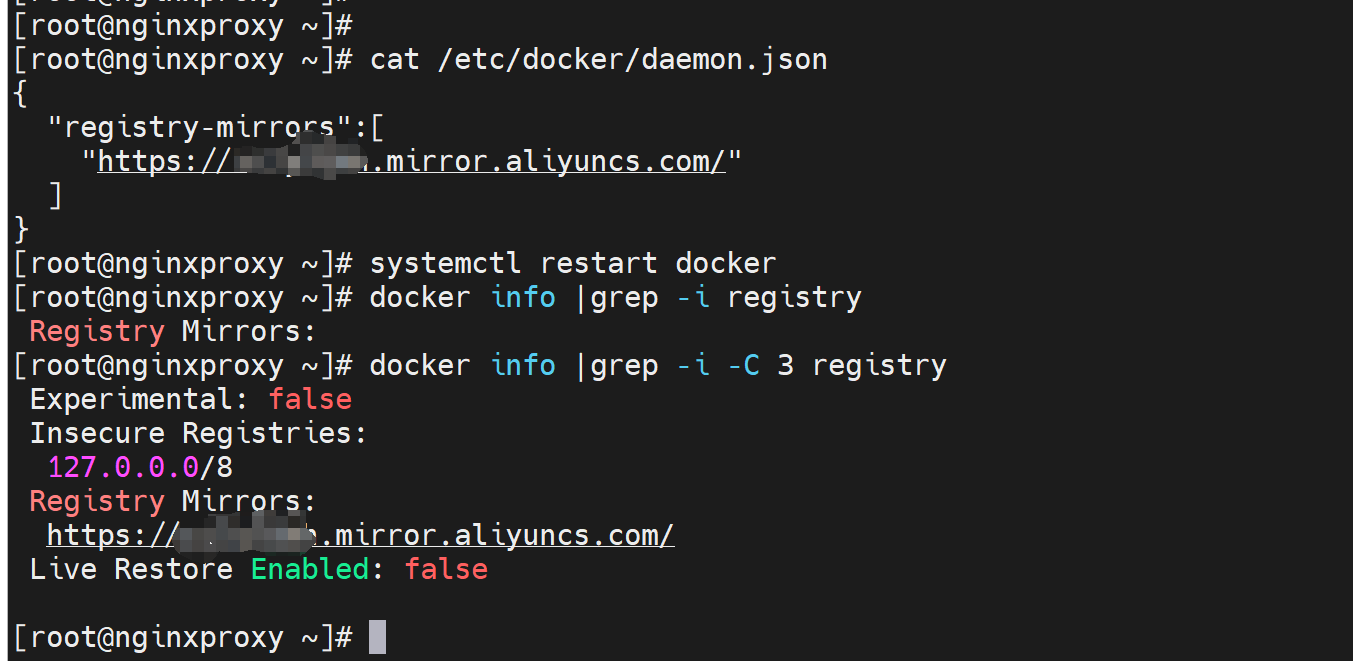 [root@nginxproxy ~]#
[root@nginxproxy ~]# cat /etc/docker/daemon.json
{
"registry-mirrors":[
"https://.mirror.aliyuncs.com/"
]
}
[root@nginxproxy ~]# systemctl restart docker
[root@nginxproxy ~]# docker info |grep -i registry
Registry Mirrors:
[root@nginxproxy ~]# docker info |grep -i -C 3 registry
Experimental: false
Insecure Registries:
127.0.0.0/8
Registry Mirrors:
https://.mirror.aliyuncs.com/
Live Restore Enabled: false
[root@nginxproxy ~]#